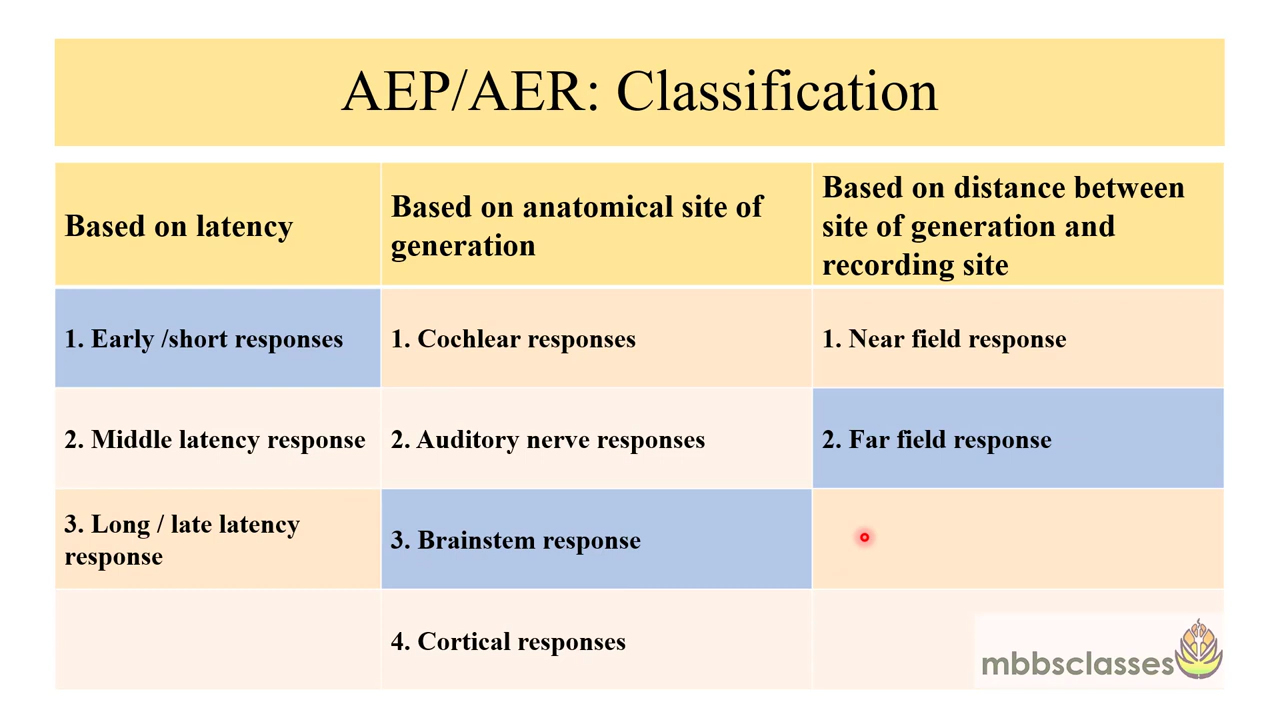 AEP/AER: Classification
Based on latency
Based on anatomical site of
generation
Based on distance between
site of generation and
recording site
1. Early /short responses
1. Cochlear responses
1. Near field response
2. Middle latency response
2. Auditory nerve responses
2. Far field response
3. Long / late latency
response
3. Brainstem response
4. Cortical responses
mbbsclasses